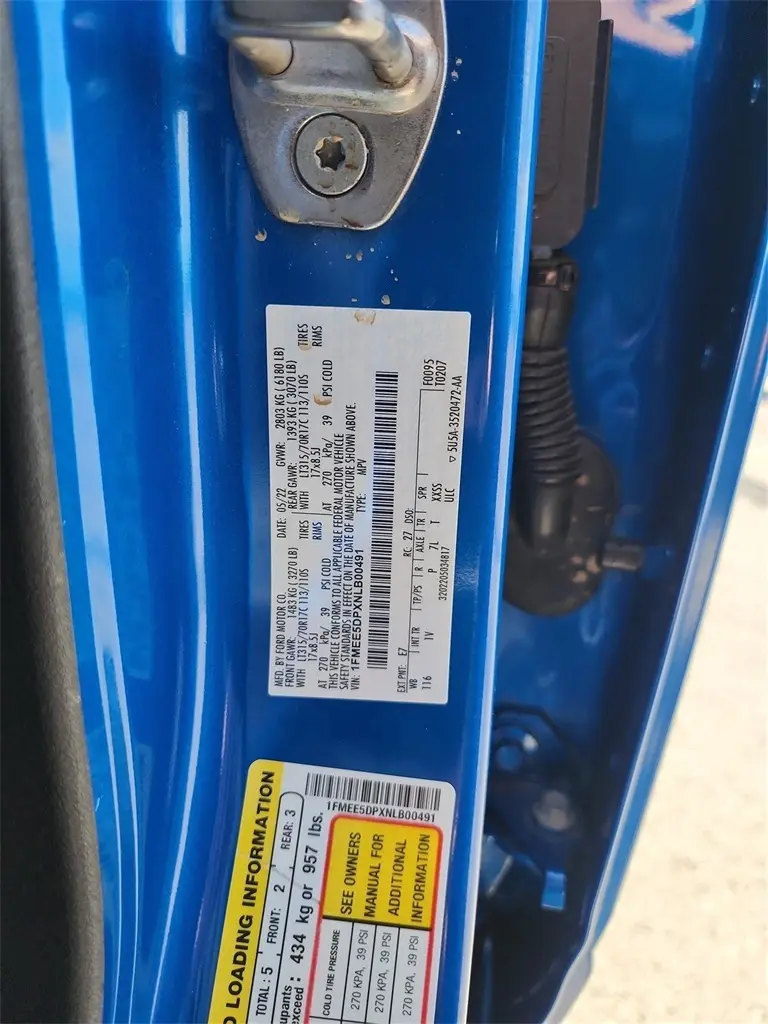 MFD. BY FORD MOTOR CO.
DATE: 05/22 GVWR: 2803 KG ( 6180 LB)
FRONT GAWR: 1483 KG ( 3270 LB)
REAR GAWR: 1393 KG ( 3070 LB)
WITH LT315/70R17C 113/110S TIRES
WITH LT315/70R17C 113/110S TIRES
17x8.5J RIMS
17x8.5J RIMS
AT 270 kPa/ 39 PSI COLD
AT 270 kPa/ 39 PSI COLD
THIS VEHICLE CONFORMS TO ALL APPLICABLE FEDERAL MOTOR VEHICLE
SAFETY STANDARDS IN EFFECT ON THE DATE OF MANUFACTURE SHOWN ABOVE.
VIN: 1FMEE5DPXNLB00491 TYPE: MPV
F0095
EXT PNT: E7 RC: 27 DSO: T0207
WB INT TR TP/PS R AXLE TR SPR
116 1V P 7L T XXSS
ULC
3202205034817 5U5A-3520472-AA
1FMEE5DPXNLB00491
LOADING INFORMATION
TOTAL : 5 FRONT: 2 REAR: 3
exceed : 434 kg or 957 lbs.
COLD TIRE PRESSURE
270 KPA, 39 PSI
270 KPA, 39 PSI
270 KPA, 39 PSI
SEE OWNERS
MANUAL FOR
ADDITIONAL
INFORMATION